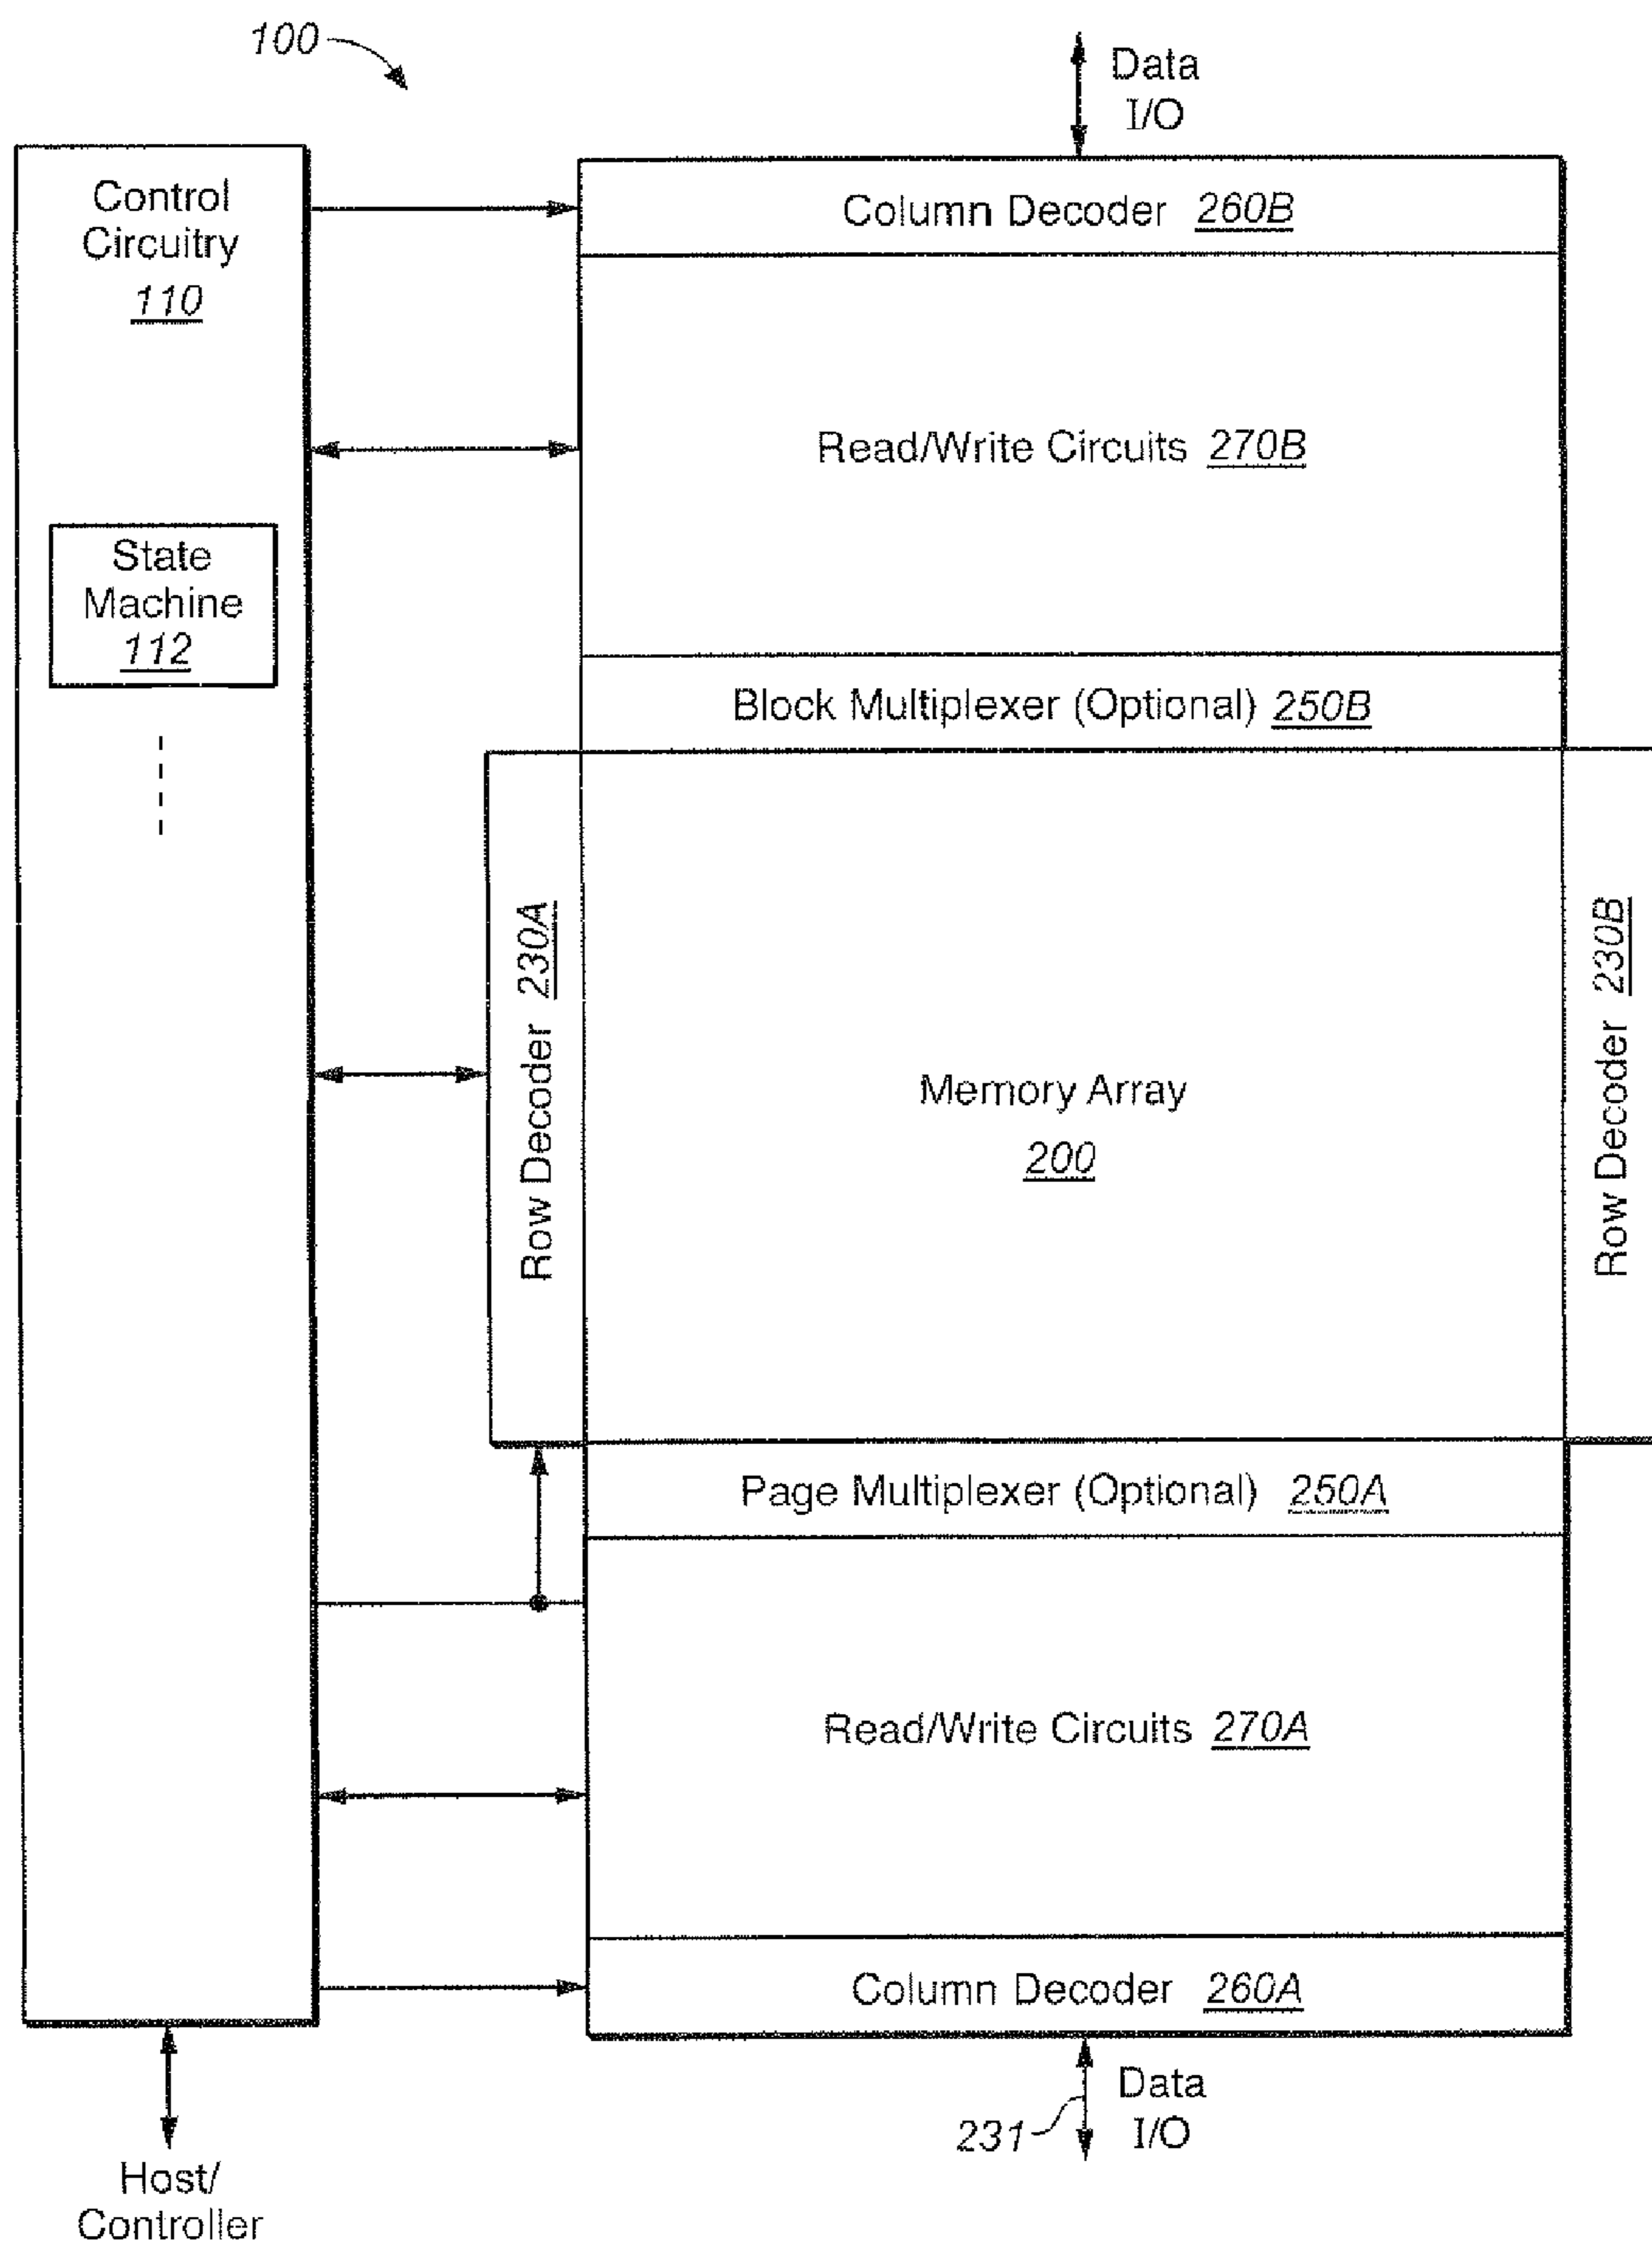 100
Data
I/O
Control
Circuitry
110
Column Decoder 260B
Read/Write Circuits 270B
State
Machine
112
Block Multiplexer (Optional) 250B
Row Decoder 230A
Memory Array
200
Row Decoder 230B
Page Multiplexer (Optional) 250A
Read/Write Circuits 270A
Column Decoder 260A
231
Data
I/O
Host/
Controller